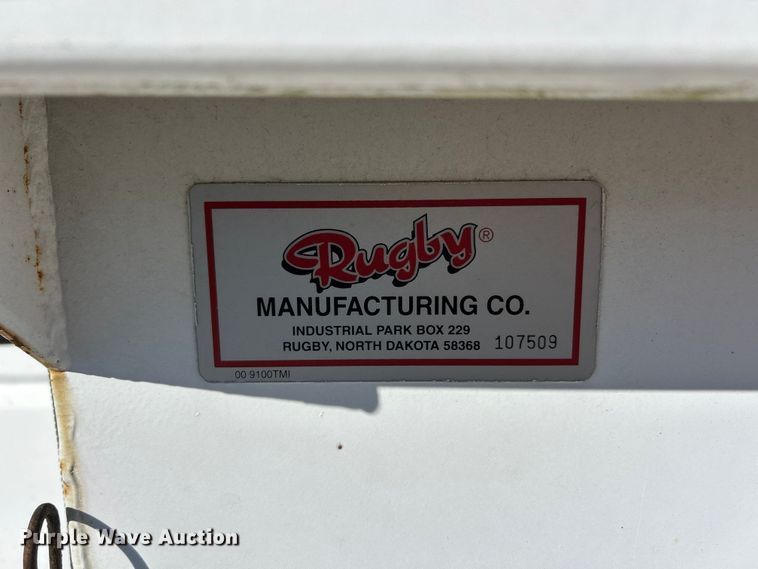 Rugby®
MANUFACTURING CO.
INDUSTRIAL PARK BOX 229
RUGBY, NORTH DAKOTA 58368 107509
00 9100TMI
Purple Wave Auction